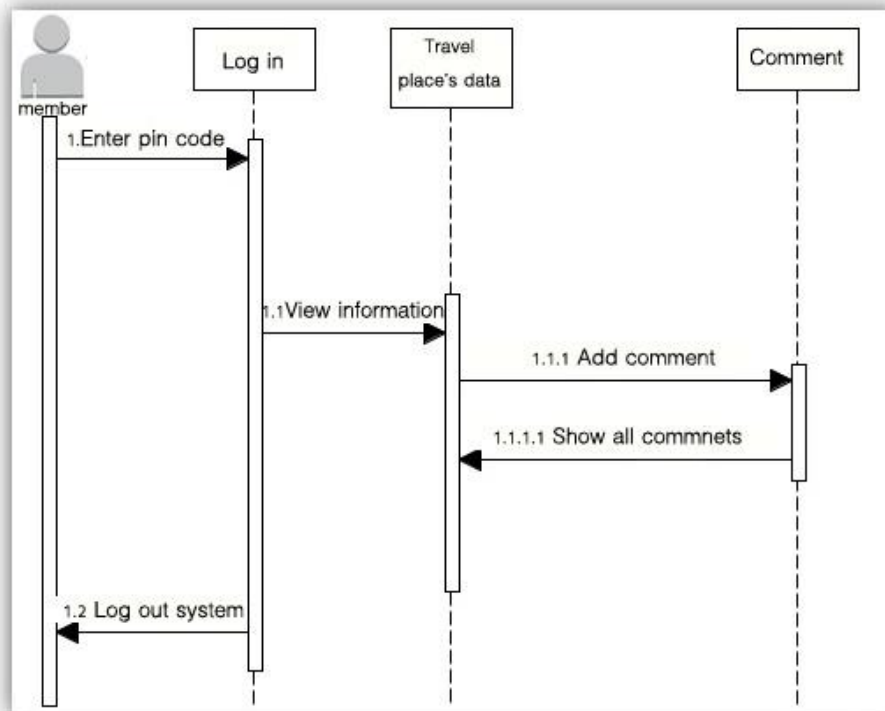 member
Log in
Travel
place's data
Comment
1.Enter pin code
1.1View information
1.1.1 Add comment
1.1.1.1 Show all commnets
1.2 Log out system